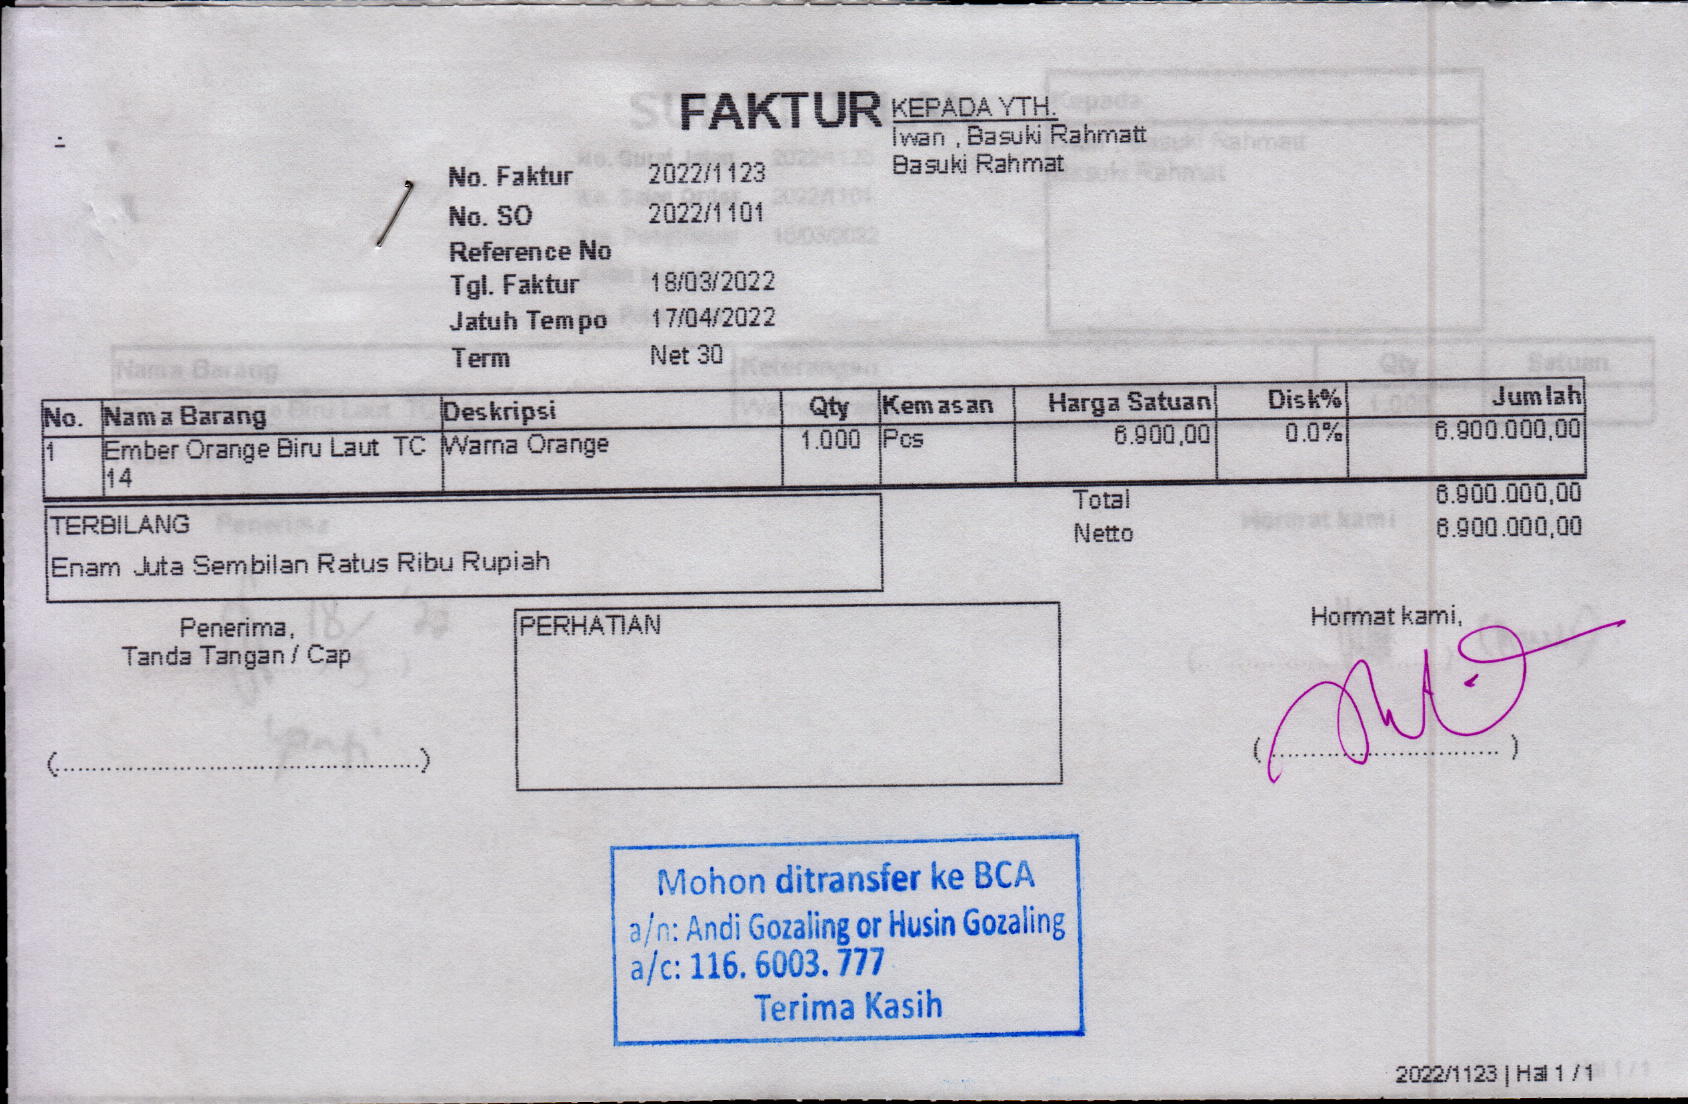 FAKTUR
KEPADA YTH.
Iwan , Basuki Rahmatt
Basuki Rahmat
No. Faktur 2022/1123
No. SO 2022/1101
Reference No
Tgl. Faktur 18/03/2022
Jatuh Tempo 17/04/2022
Term Net 30
No. Nama Barang Deskripsi Qty Kemasan Harga Satuan Disk% Jumlah
1 Ember Orange Biru Laut TC Warna Orange 1.000 Pcs 6.900,00 0.0% 6.900.000,00
14
Total 6.900.000,00
Netto 6.900.000,00
TERBILANG
Enam Juta Sembilan Ratus Ribu Rupiah
Penerima,
Tanda Tangan / Cap
(............................................)
PERHATIAN
Hormat kami,
(............................)
Mohon ditransfer ke BCA
a/n: Andi Gozaling or Husin Gozaling
a/c: 116. 6003. 777
Terima Kasih
2022/1123 | Hal 1 / 1